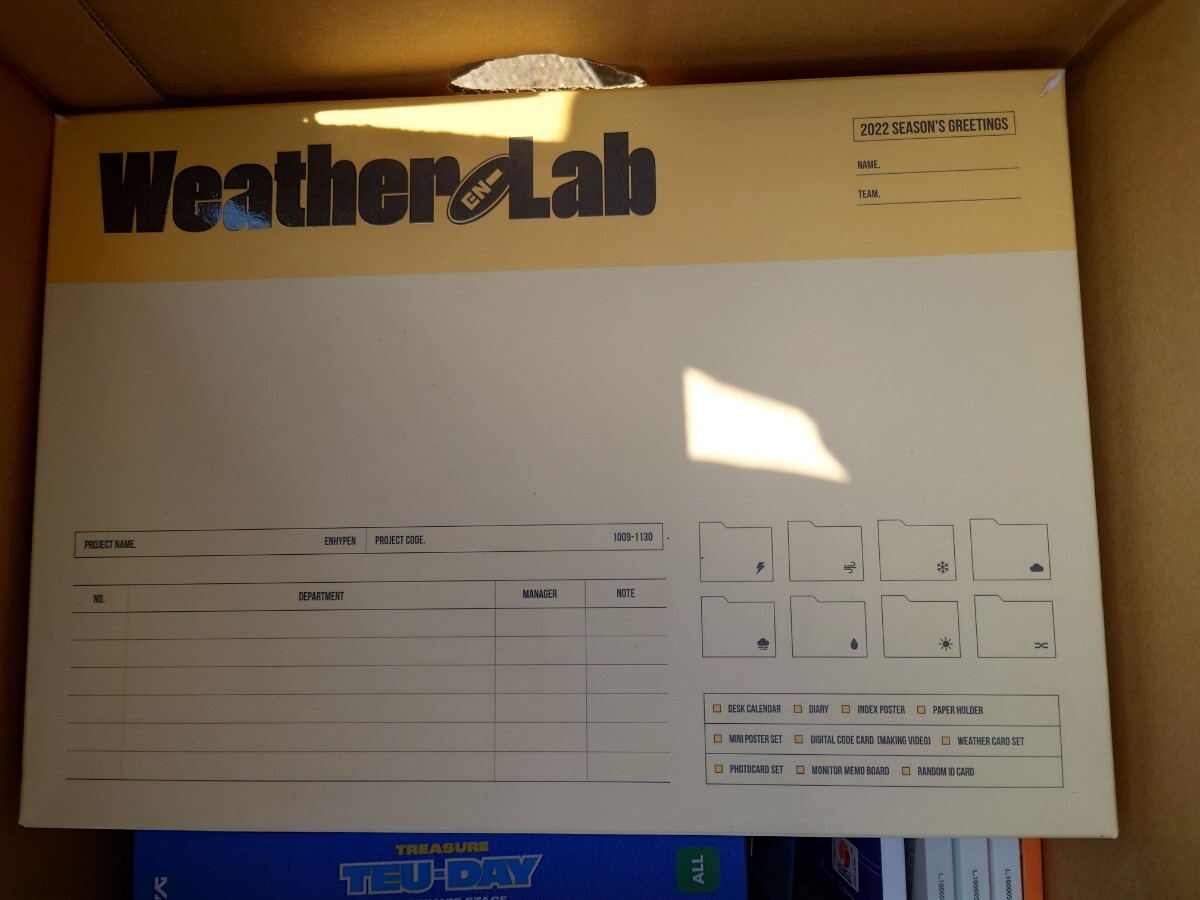 Weather EN- Lab
2022 SEASON'S GREETINGS
NAME.
TEAM.
PROJECT NAME. ENHYPEN PROJECT CODE. 1009-1130
NO. DEPARTMENT MANAGER NOTE
DESK CALENDAR DIARY INDEX POSTER PAPER HOLDER
MINI POSTER SET DIGITAL CODE CARD (MAKING VIDEO) WEATHER CARD SET
PHOTOCARD SET MONITOR MEMO BOARD RANDOM ID CARD
TREASURE
TEU-DAY
ALL